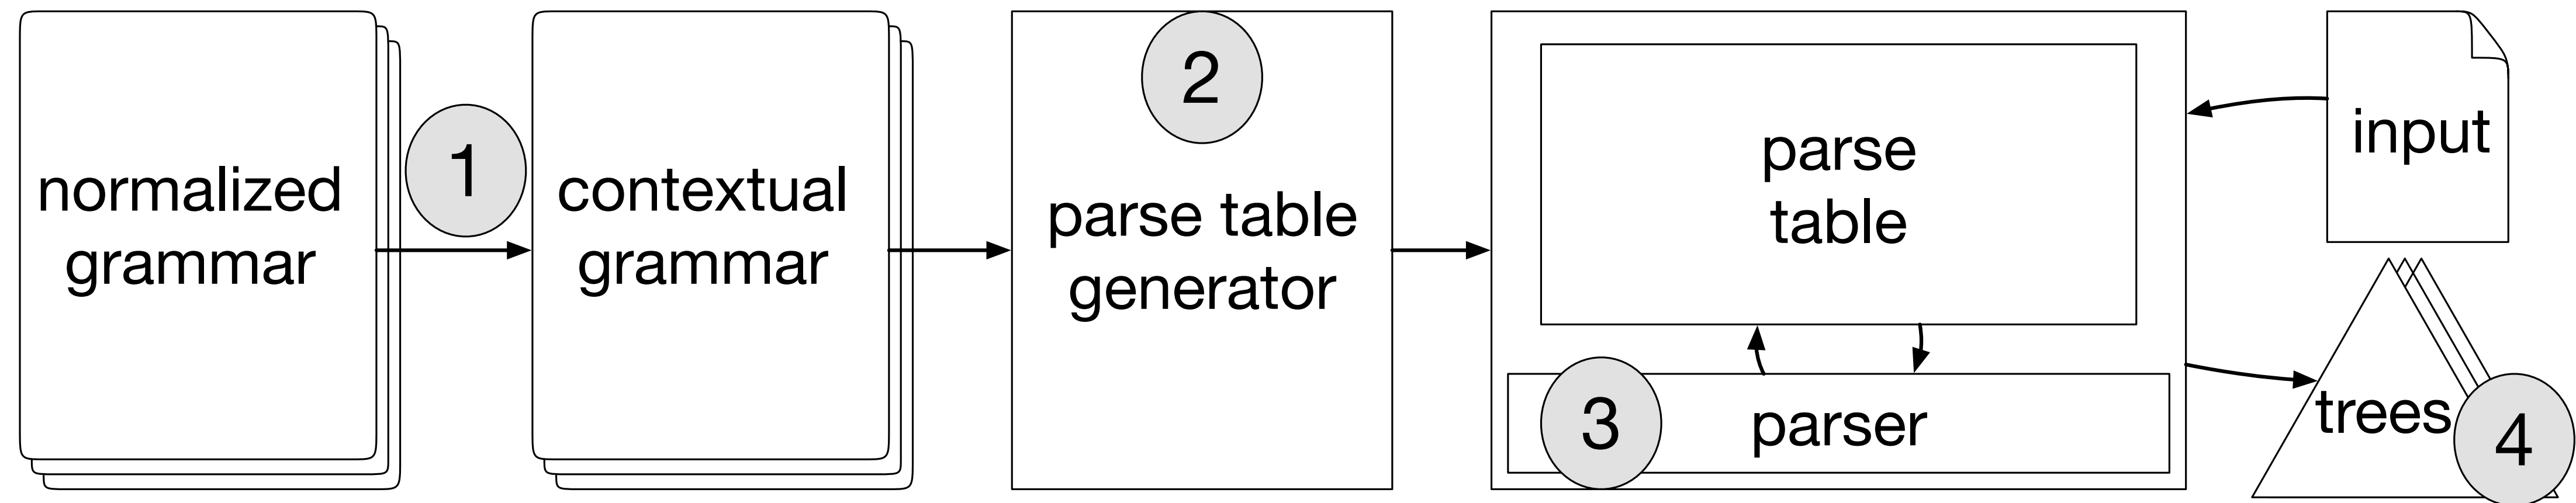 normalized
grammar
1
contextual
grammar
2
parse table
generator
parse
table
3
parser
input
trees
4